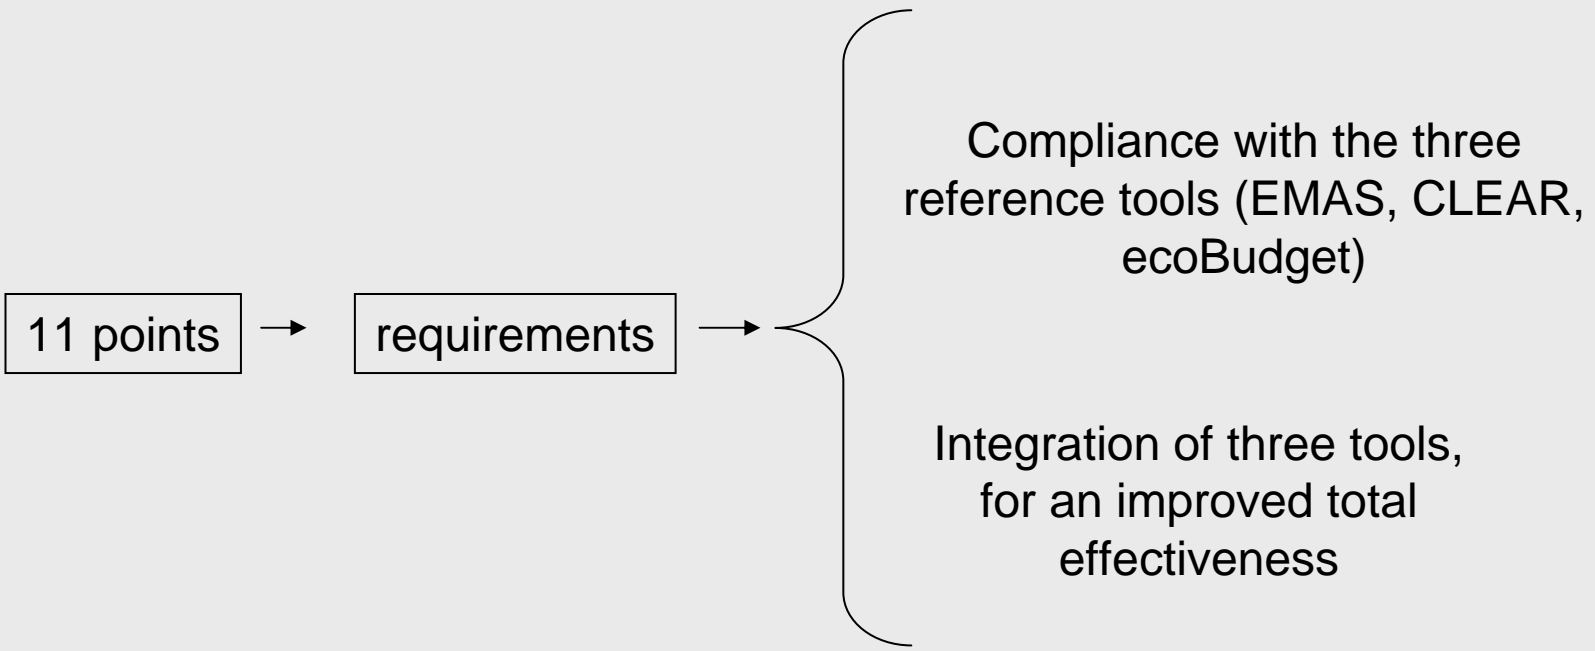 11 points
requirements
Compliance with the three
reference tools (EMAS, CLEAR,
ecoBudget)
Integration of three tools,
for an improved total
effectiveness